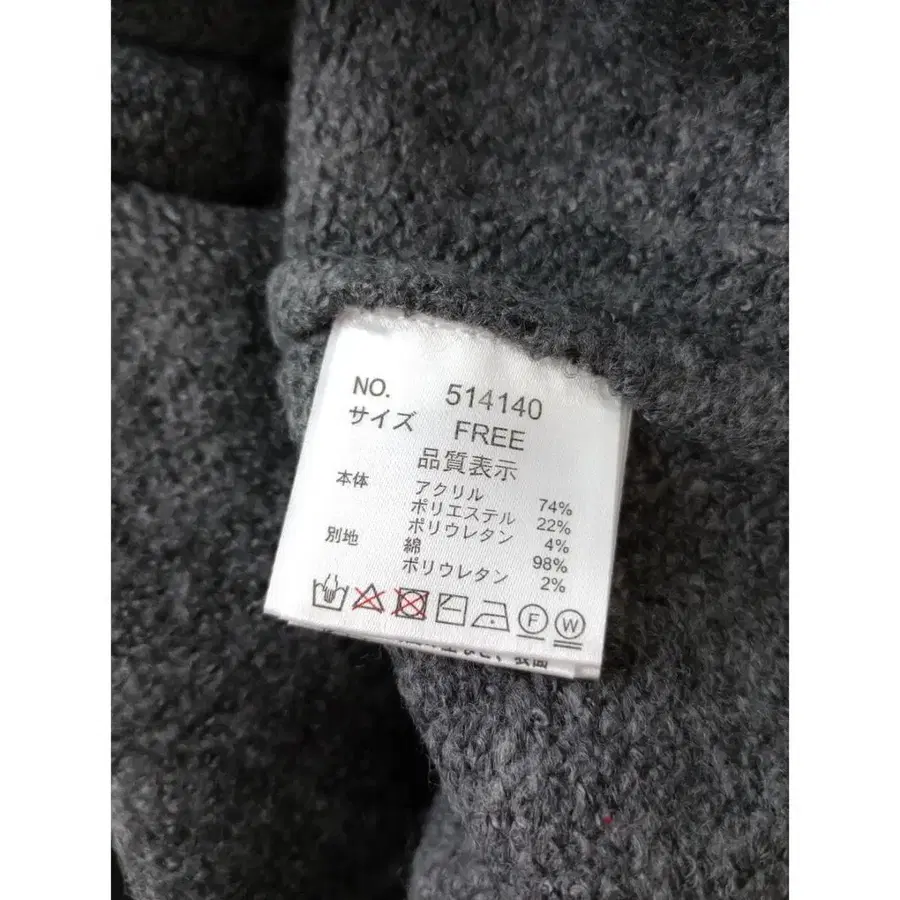 NO. 514140
サイズ FREE
品質表示
本体 アクリル 74%
ポリエステル 22%
ポリウレタン 4%
別地 綿 98%
ポリウレタン 2%
F W